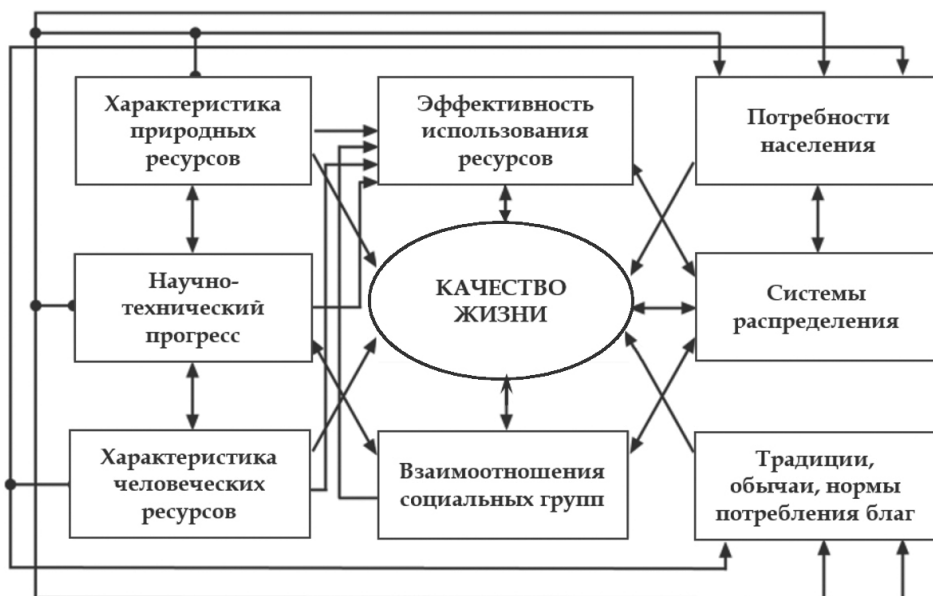 Характеристика
природных
ресурсов
Эффективность
использования
ресурсов
Потребности
населения
Научно-
технический
прогресс
КАЧЕСТВО
ЖИЗНИ
Системы
распределения
Характеристика
человеческих
ресурсов
Взаимоотношения
социальных групп
Традиции,
обычаи, нормы
потребления благ